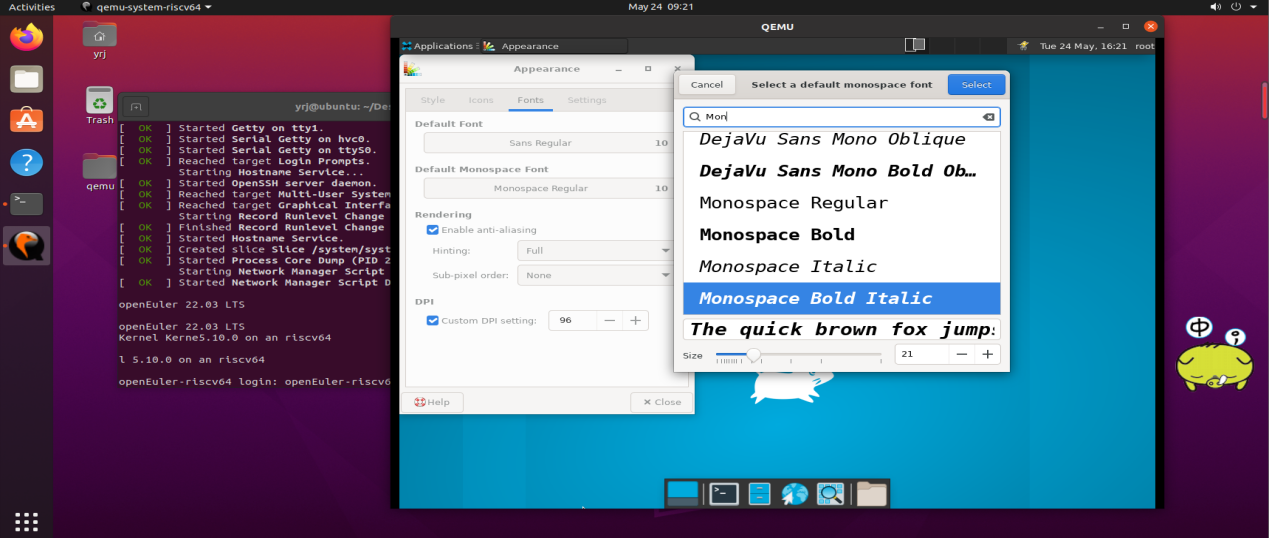 Activities
qemu-system-riscv64
May 24 09:21
yrj
Trash
qemu
yrj@ubuntu: ~/Des
[ OK ] Started Getty on tty1.
[ OK ] Started Serial Getty on hvc0.
[ OK ] Started Serial Getty on ttyS0.
[ OK ] Reached target Login Prompts.
Starting Hostname Service...
[ OK ] Started OpenSSH server daemon.
[ OK ] Reached target Multi-User System
[ OK ] Reached target Graphical Interfa
Starting Record Runlevel Change
[ OK ] Finished Record Runlevel Change
[ OK ] Started Hostname Service.
[ OK ] Created slice Slice /system/syst
[ OK ] Started Process Core Dump (PID 2
Starting Network Manager Script
[ OK ] Started Network Manager Script D
openEuler 22.03 LTS
openEuler 22.03 LTS
Kernel Kerne5.10.0 on an riscv64
l 5.10.0 on an riscv64
openEuler-riscv64 login: openEuler-riscv6
QEMU
Applications
Appearance
Tue 24 May, 16:21 root
Appearance
Style Icons Fonts Settings
Default Font
Sans Regular 10
Default Monospace Font
Monospace Regular 10
Rendering
Enable anti-aliasing
Hinting: Full
Sub-pixel order: None
DPI
Custom DPI setting: 96
Help
Close
Cancel
Select a default monospace font
Select
Mon
DejaVu Sans Mono Oblique
DejaVu Sans Mono Bold Ob...
Monospace Regular
Monospace Bold
Monospace Italic
Monospace Bold Italic
The quick brown fox jumps
Size 21
中